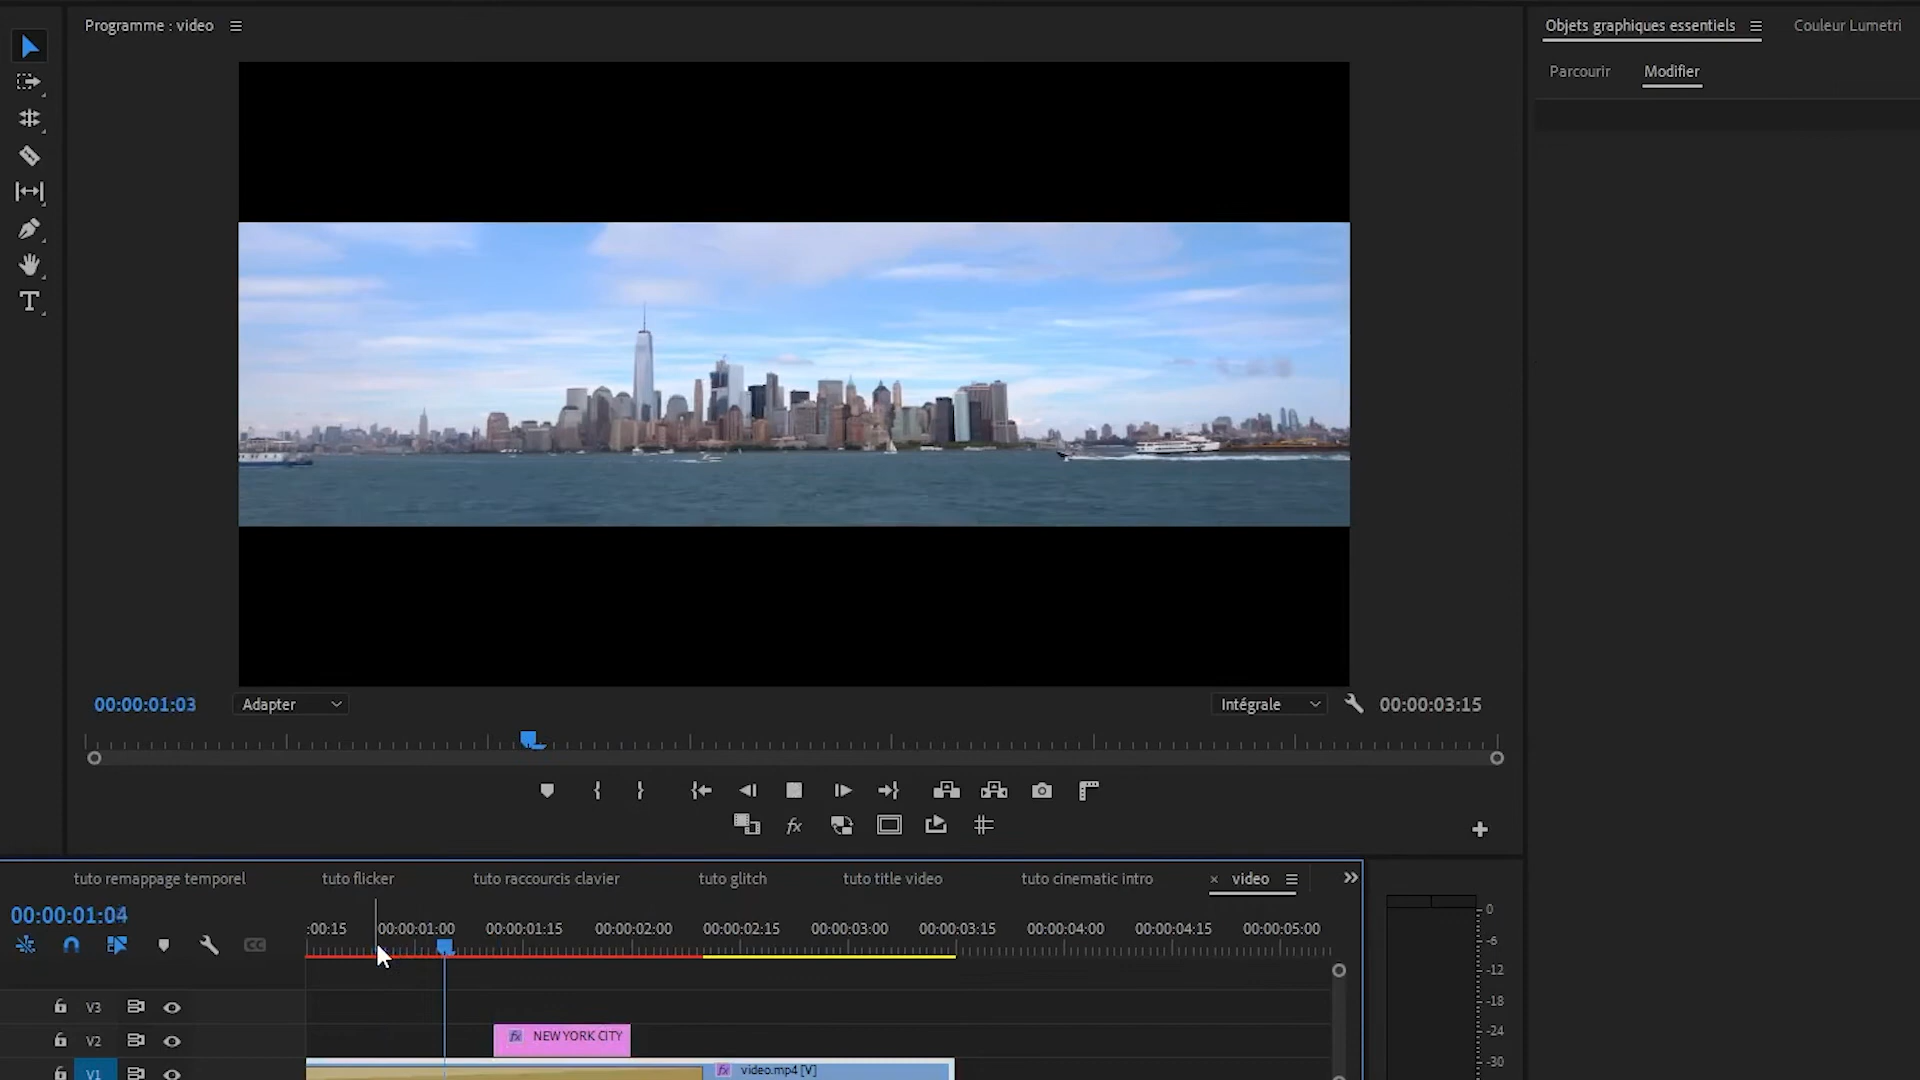 Programme : video
Objets graphiques essentiels
Couleur Lumetri
Parcourir
Modifier
T
00:00:01:03
Adapter
Intégrale
00:00:03:15
fx
tuto remappage temporel
tuto flicker
tuto raccourcis clavier
tuto glitch
tuto title video
tuto cinematic intro
× video
00:00:01:04
:00:15
00:00:01:00
00:00:01:15
00:00:02:00
00:00:02:15
00:00:03:00
00:00:03:15
00:00:04:00
00:00:04:15
00:00:05:00
CC
V3
V2
fx NEW YORK CITY
V1
fx video.mp4 [V]
0
-6
-12
-18
-24
-30